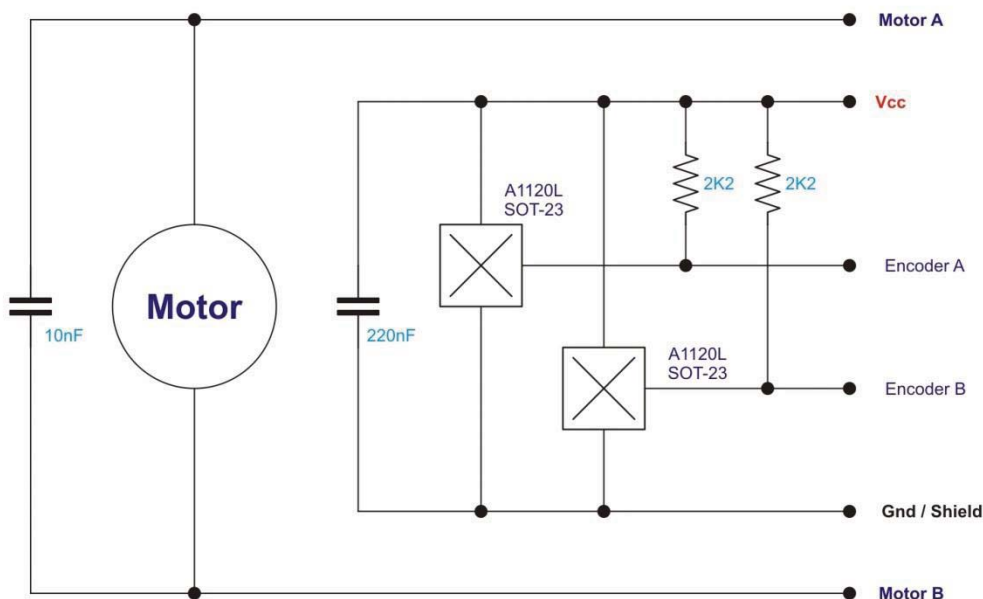 Motor A
Vcc
A1120L
SOT-23
2K2
2K2
Encoder A
Motor
10nF
220nF
A1120L
SOT-23
Encoder B
Gnd / Shield
Motor B